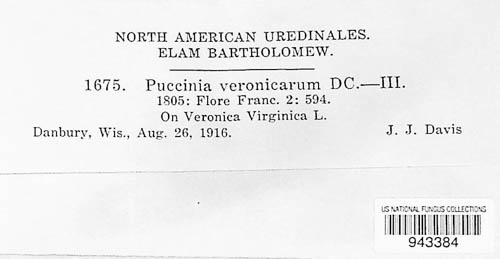 NORTH AMERICAN UREDINALES.
ELAM BARTHOLOMEW.
1675. Puccinia veronicarum DC.—III.
1805: Flore Franc. 2: 594.
On Veronica Virginica L.
Danbury, Wis., Aug. 26, 1916. J. J. Davis
US NATIONAL FUNGUS COLLECTIONS
943384